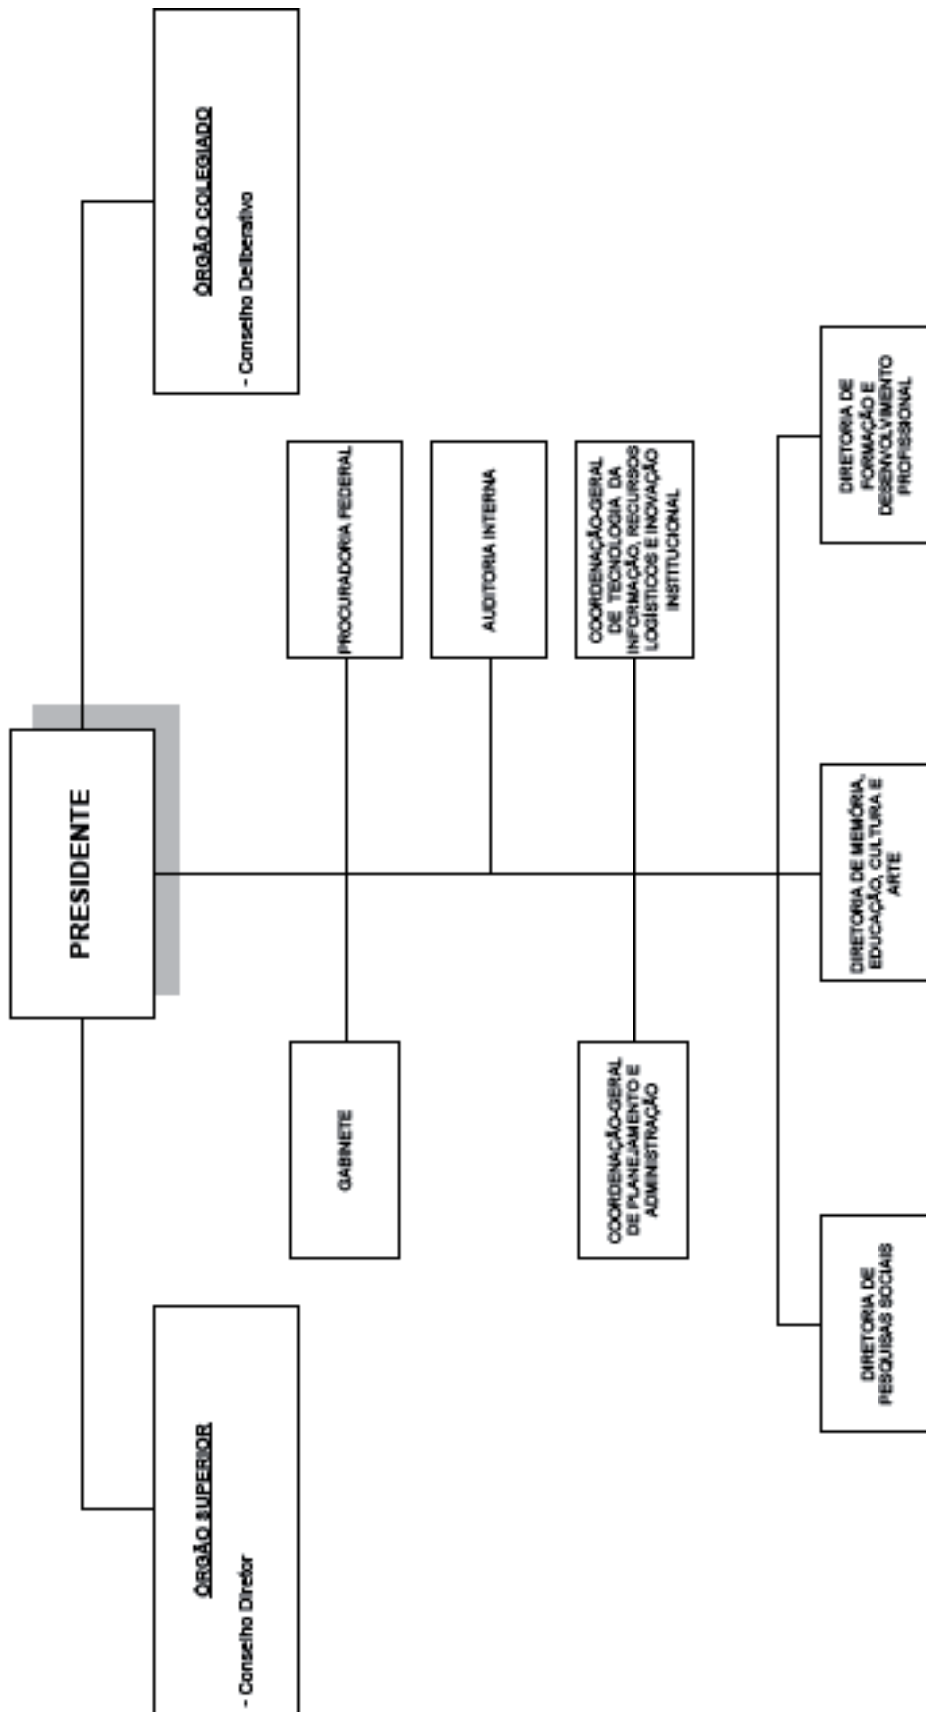 PRESIDENTE
ÓRGÃO SUPERIOR
- Conselho Diretor
ÓRGÃO COLEGIADO
- Conselho Deliberativo
GABINETE
PROCURADORIA FEDERAL
AUDITORIA INTERNA
COORDENAÇÃO-GERAL
DE PLANEJAMENTO E
ADMINISTRAÇÃO
COORDENAÇÃO-GERAL
DE TECNOLOGIA DA
INFORMAÇÃO, RECURSOS
LOGÍSTICOS E INOVAÇÃO
INSTITUCIONAL
DIRETORIA DE
PESQUISAS SOCIAIS
DIRETORIA DE MEMÓRIA,
EDUCAÇÃO, CULTURA E
ARTE
DIRETORIA DE
FORMAÇÃO E
DESENVOLVIMENTO
PROFISSIONAL